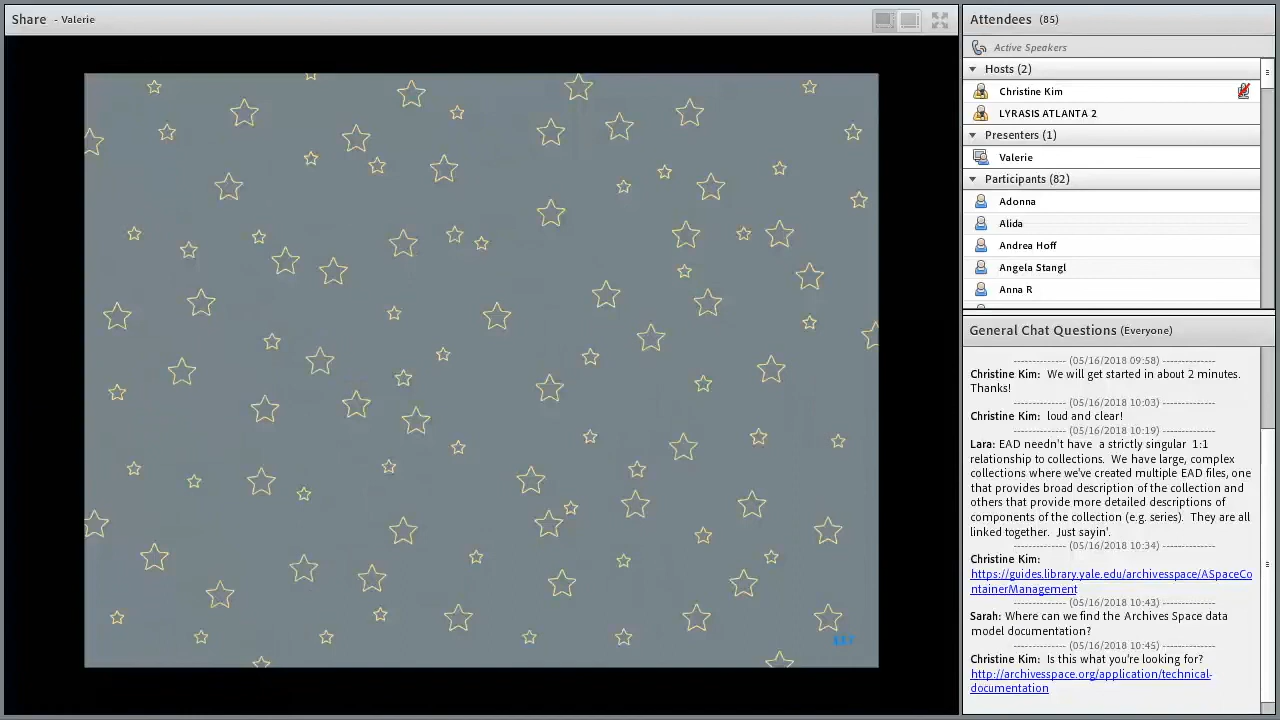 Share - Valerie
Attendees (85)
Active Speakers
Hosts (2)
Christine Kim
LYRASIS ATLANTA 2
Presenters (1)
Valerie
Participants (82)
Adonna
Alida
Andrea Hoff
Angela Stangl
Anna R
General Chat Questions (Everyone)
-------------- (05/16/2018 09:58) --------------
Christine Kim: We will get started in about 2 minutes.
Thanks!
-------------- (05/16/2018 10:03) --------------
Christine Kim: loud and clear!
-------------- (05/16/2018 10:19) --------------
Lara: EAD needn't have a strictly singular 1:1
relationship to collections. We have large, complex
collections where we've created multiple EAD files, one
that provides broad description of the collection and
others that provide more detailed descriptions of
components of the collection (e.g. series). They are all
linked together. Just sayin'.
-------------- (05/16/2018 10:34) --------------
Christine Kim:
https://guides.library.yale.edu/archivesspace/ASpaceCo
ntainerManagement
-------------- (05/16/2018 10:43) --------------
Sarah: Where can we find the Archives Space data
model documentation?
-------------- (05/16/2018 10:45) --------------
Christine Kim: Is this what you're looking for?
http://archivesspace.org/application/technical-
documentation